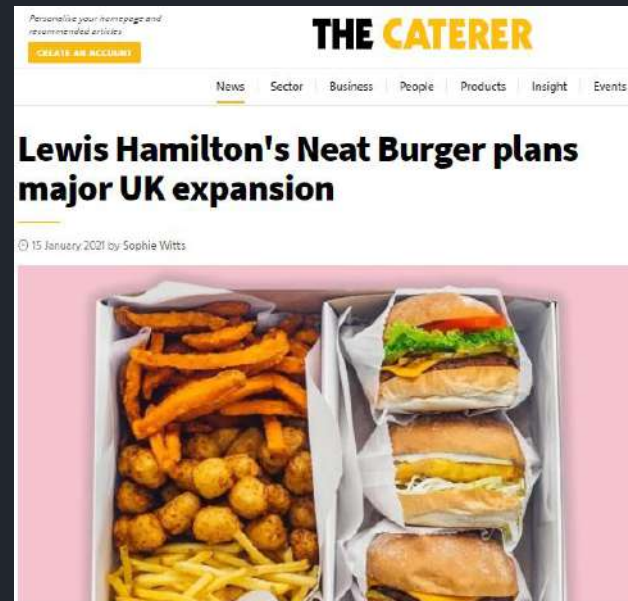 Personalise your homepage and
recommended articles
CREATE AN ACCOUNT
THE CATERER
News Sector Business People Products Insight Events
Lewis Hamilton's Neat Burger plans
major UK expansion
15 January 2021 by Sophie Witts